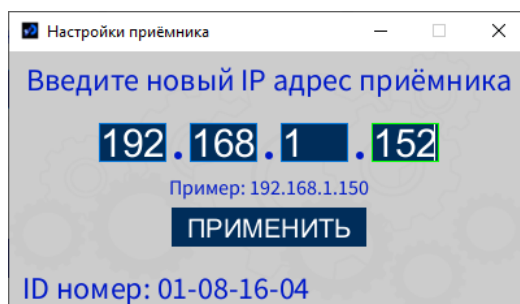 Настройки приёмника
Введите новый IP адрес приёмника
192.168.1.152
Пример: 192.168.1.150
ПРИМЕНИТЬ
ID номер: 01-08-16-04